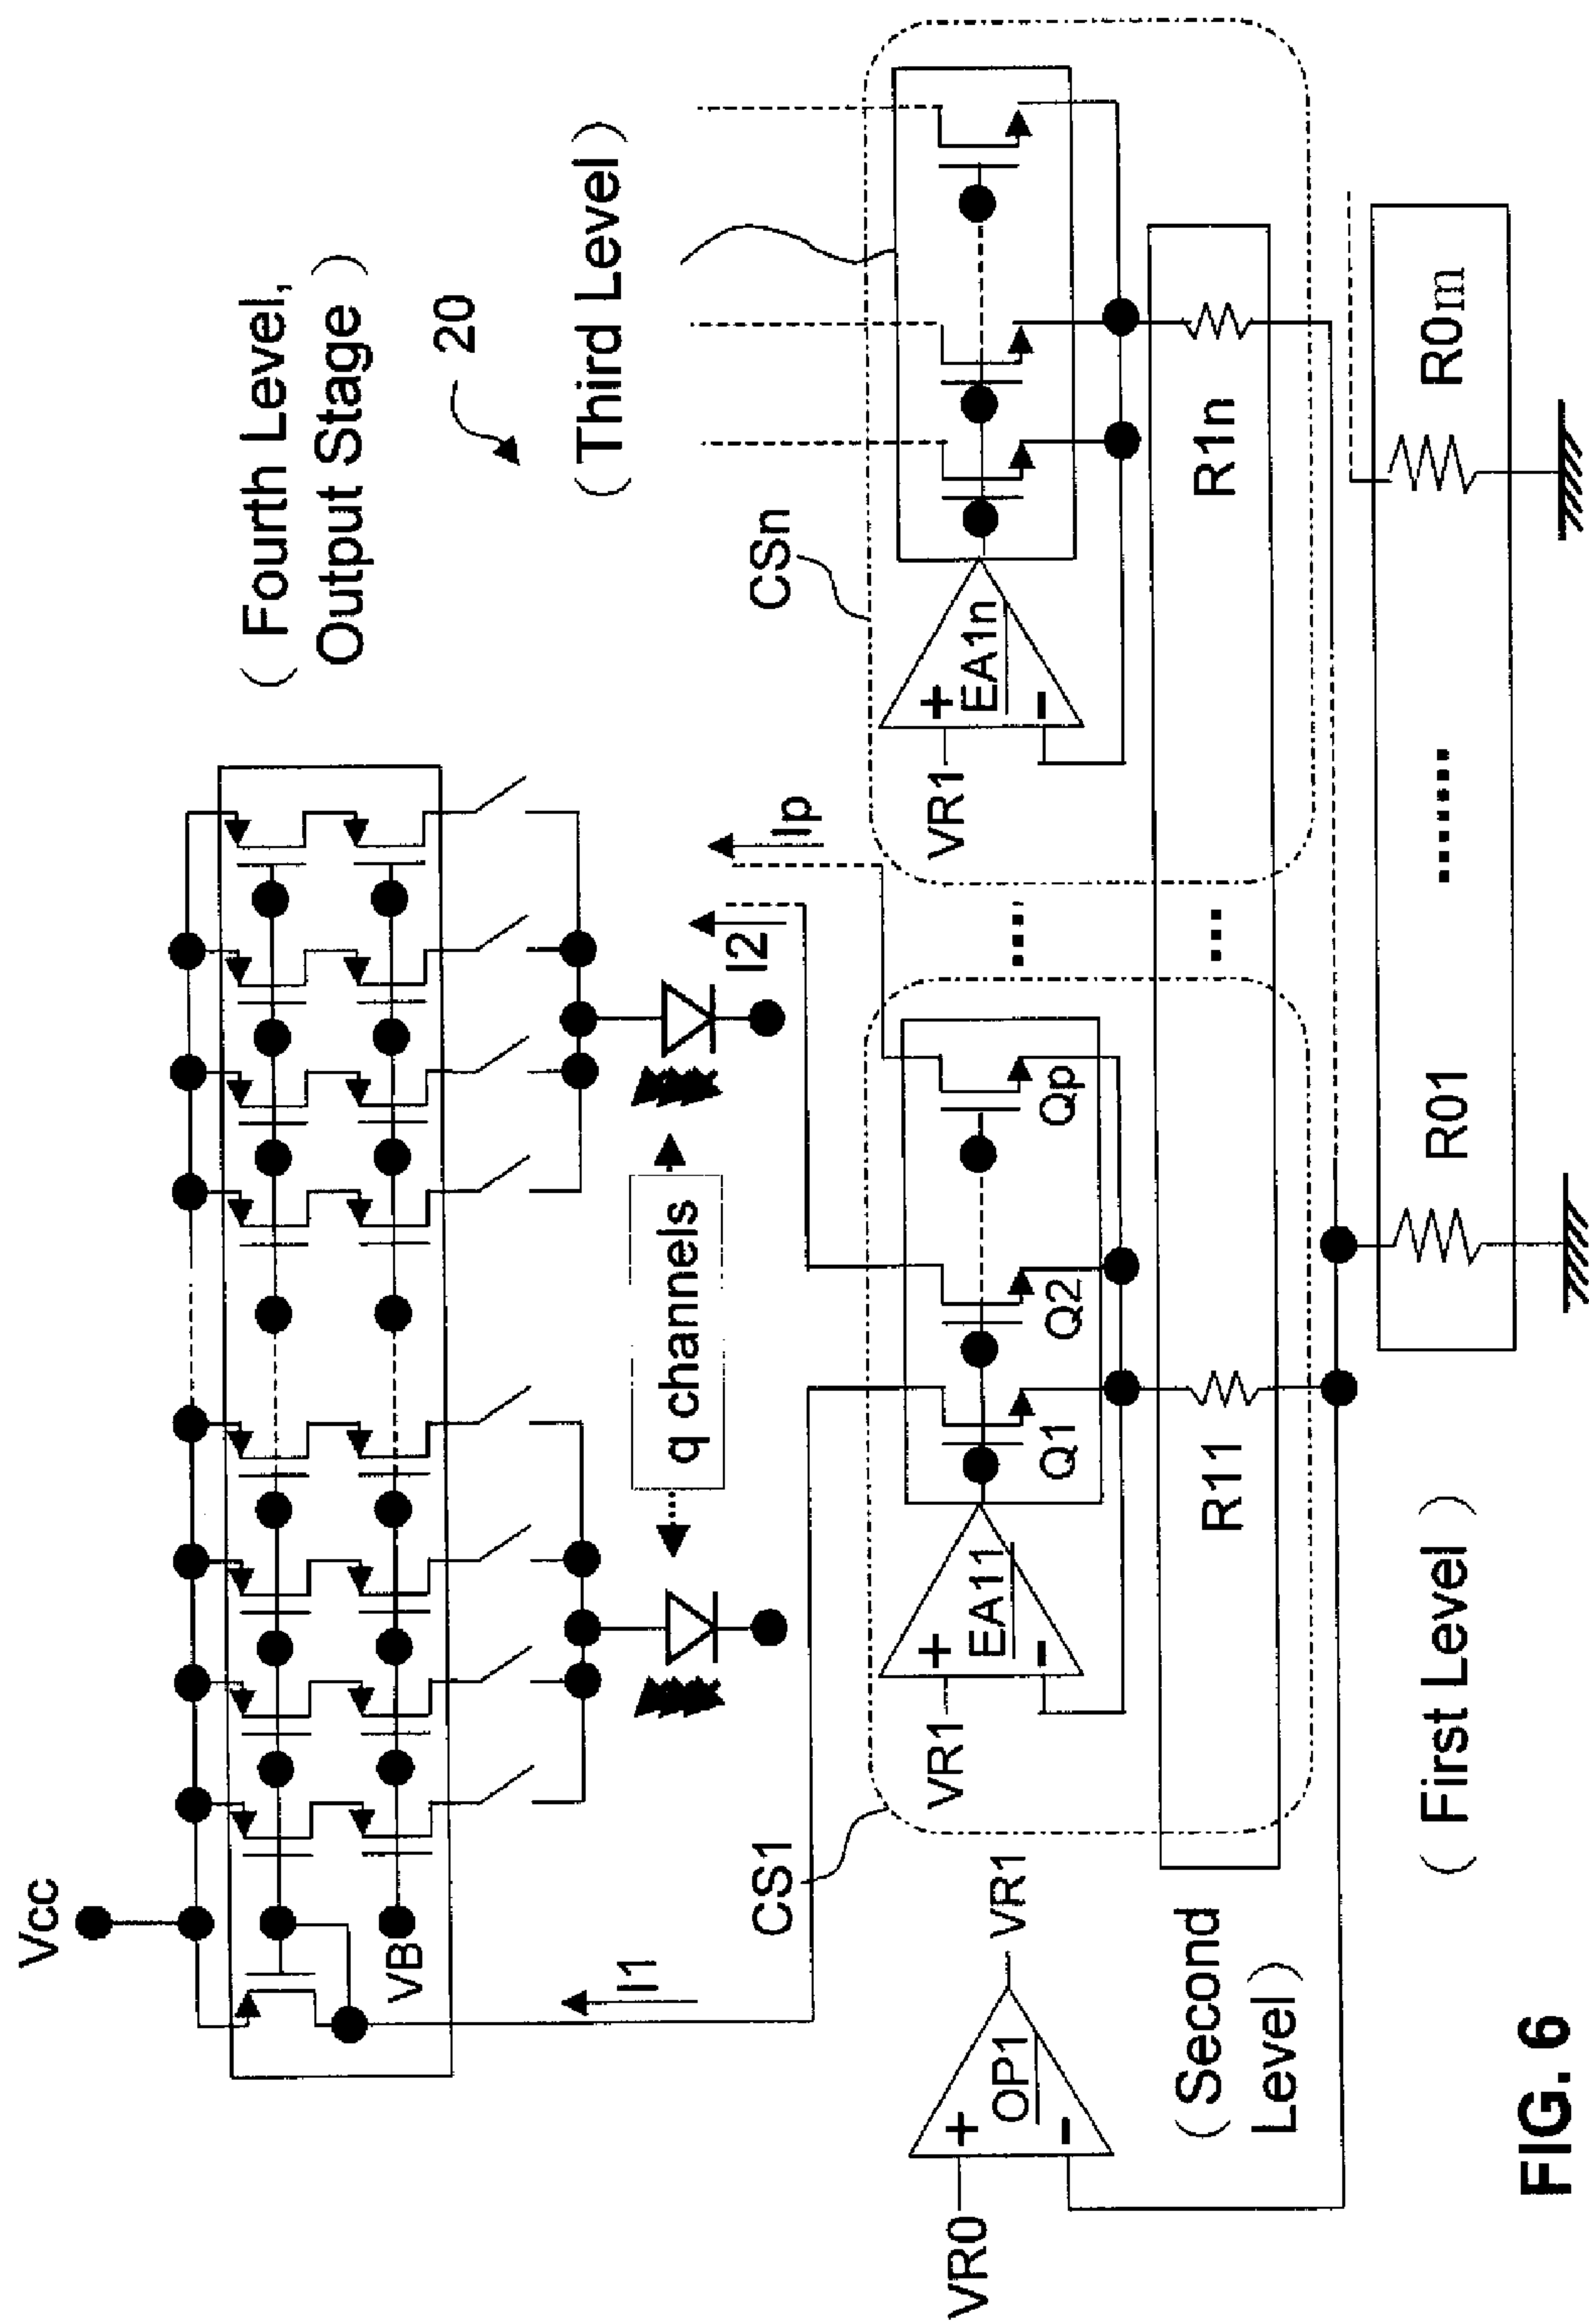 Vcc
( Fourth Level,
Output Stage )
20
( Third Level )
VB
I1
q channels
I2
Ip
CS1
CSn
VR0
+
OP1
-
VR1
VR1
+
EA11
-
Q1
Q2
Qp
....
VR1
+
EA1n
-
( Second
Level )
R11
...
R1n
( First Level )
R01
.......
R0m
FIG. 6